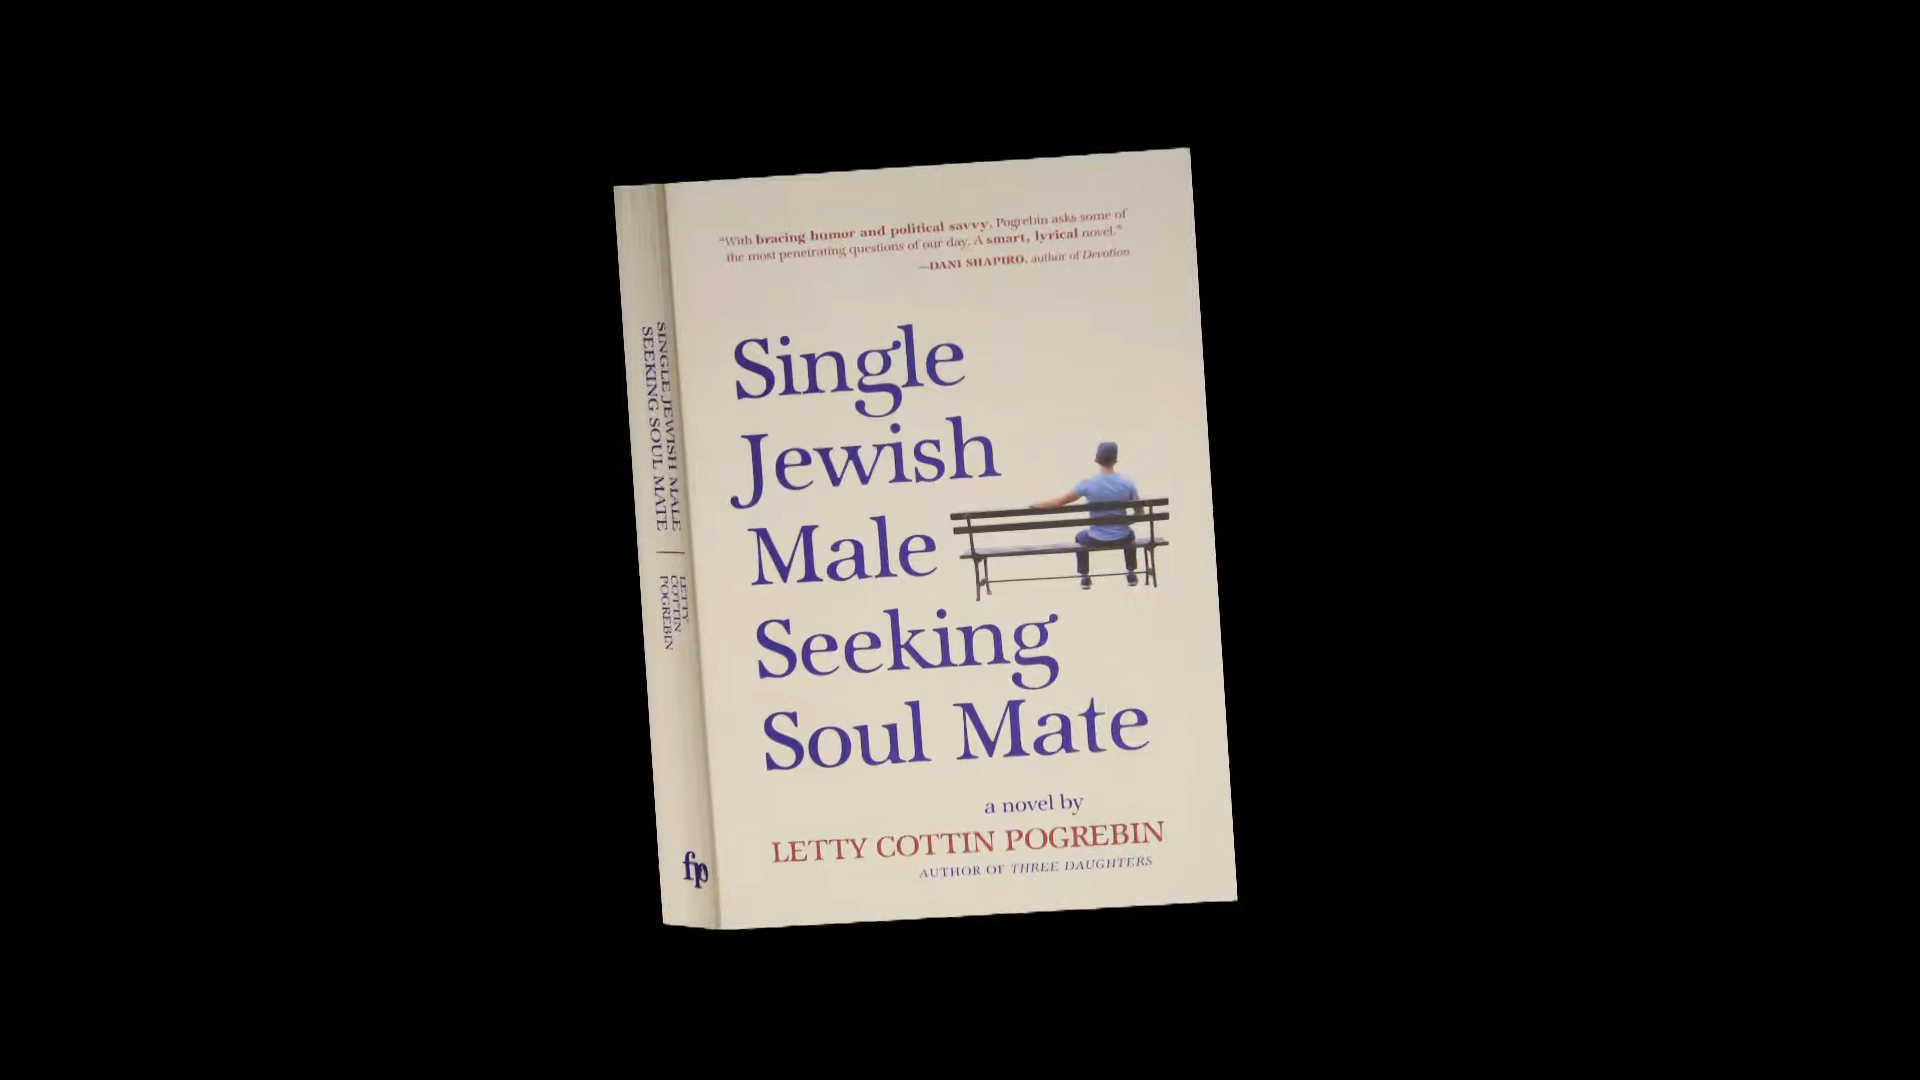 SINGLE JEWISH MALE
SEEKING SOUL MATE
LETTY
COTTIN
POGREBIN
fp
“With bracing humor and political savvy, Pogrebin asks some of
the most penetrating questions of our day. A smart, lyrical novel.”
—DANI SHAPIRO, author of Devotion
Single
Jewish
Male
Seeking
Soul Mate
a novel by
LETTY COTTIN POGREBIN
AUTHOR OF THREE DAUGHTERS